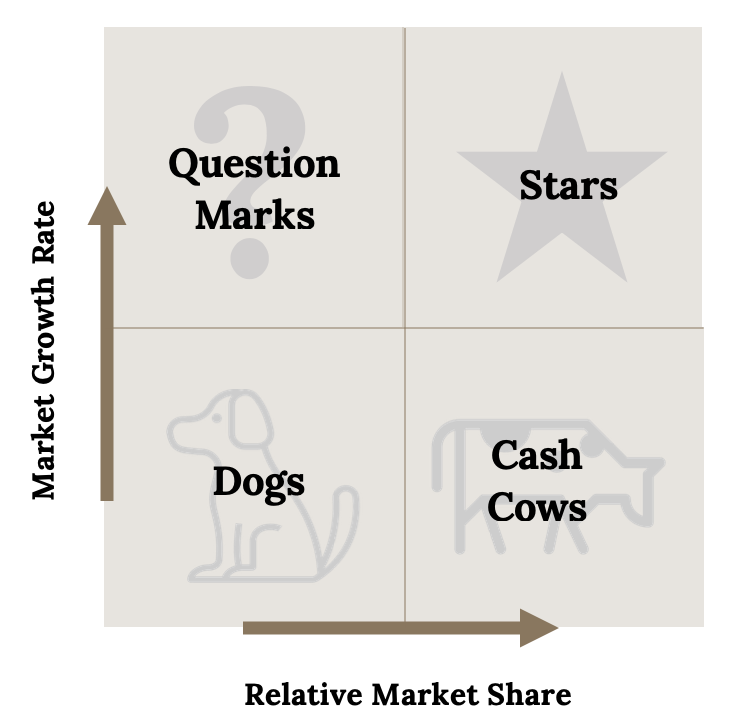 Question
Marks
Stars
Market Growth Rate
Dogs
Cash
Cows
Relative Market Share